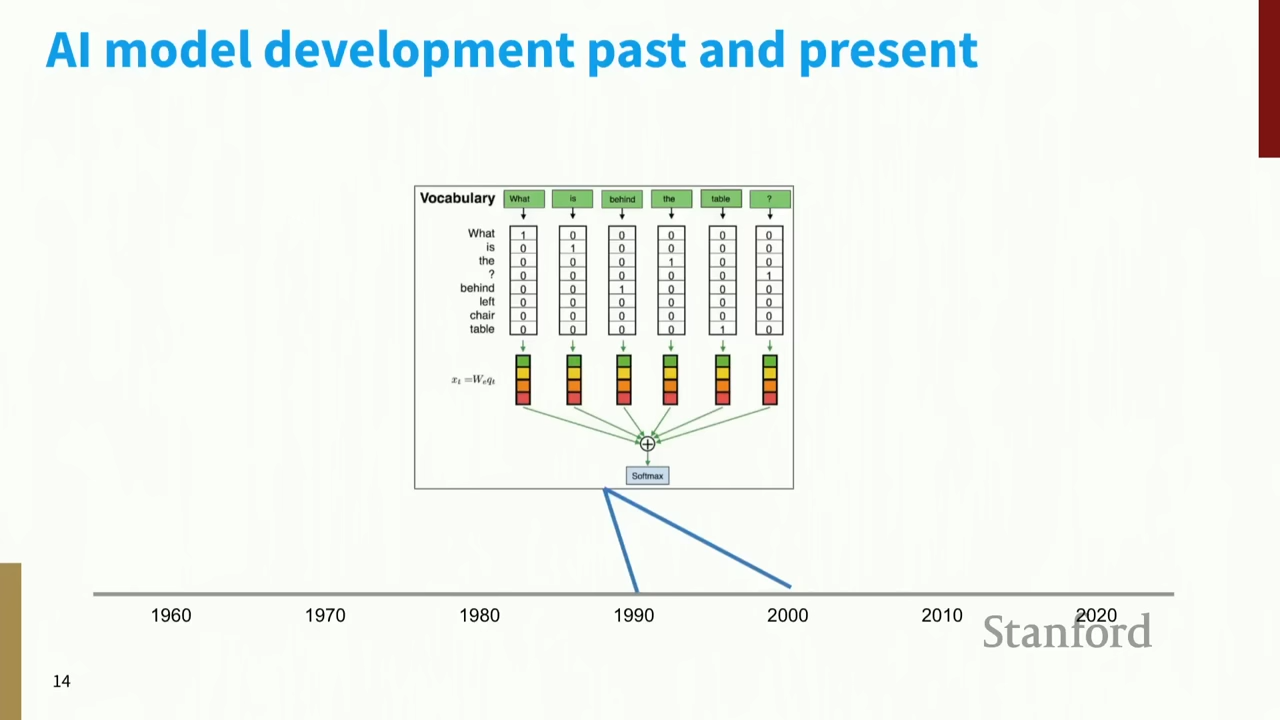 AI model development past and present
Vocabulary What is behind the table ?
What 1 0 0 0 0 0
is 0 1 0 0 0 0
the 0 0 0 1 0 0
? 0 0 0 0 0 1
behind 0 0 1 0 0 0
left 0 0 0 0 0 0
chair 0 0 0 0 0 0
table 0 0 0 0 1 0
xₜ =Wₑqₜ
+
Softmax
1960 1970 1980 1990 2000 2010 2020
Stanford
14